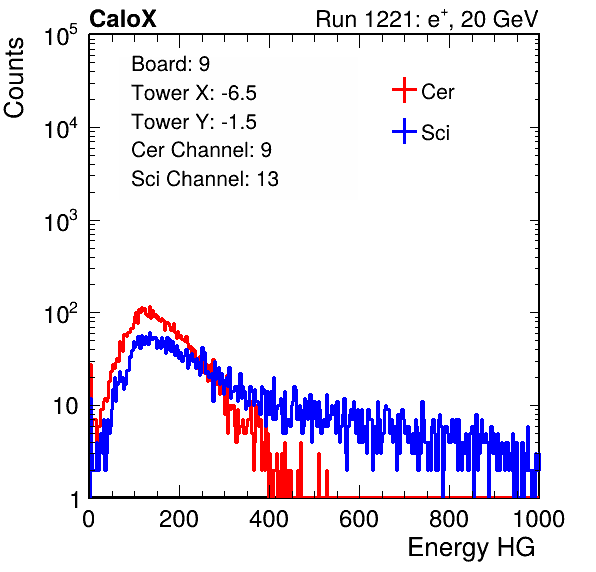 CaloX Run 1221: e+, 20 GeV
Counts
Board: 9
Tower X: -6.5
Tower Y: -1.5
Cer Channel: 9
Sci Channel: 13
Cer
Sci
10^5
10^4
10^3
10^2
10
1
0 200 400 600 800 1000
Energy HG